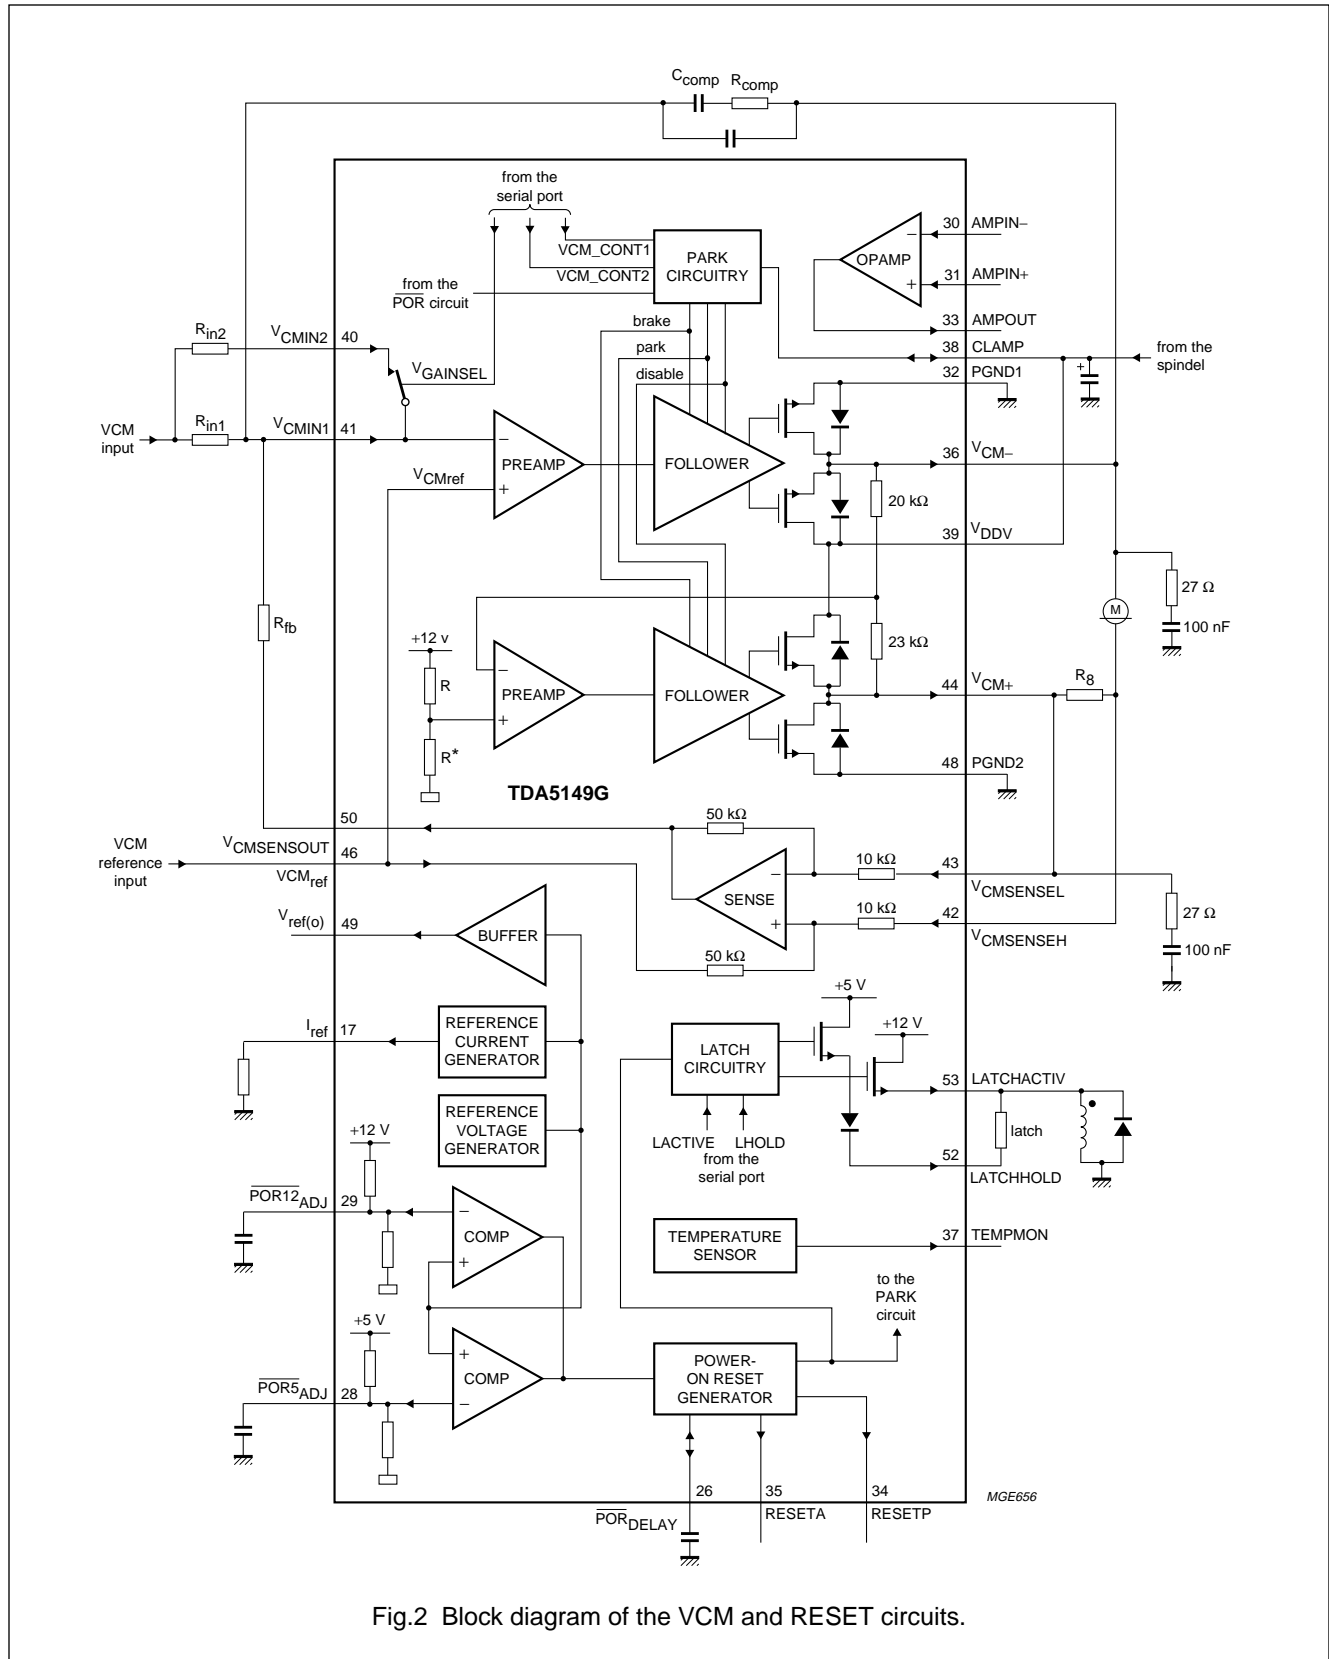 Ccomp Rcomp
from the
serial port
VCM_CONT1
VCM_CONT2
from the
POR circuit
PARK
CIRCUITRY
OPAMP
30 AMPIN−
31 AMPIN+
33 AMPOUT
38 CLAMP
from the
spindel
32 PGND1
brake
park
disable
Rin2
VCMIN2 40
VGAINSEL
VCM
input
Rin1
VCMIN1 41
VCMref
− PREAMP +
FOLLOWER
36 VCM−
20 kΩ
39 VDDV
27 Ω
100 nF
M
Rfb
+12 v
R
R*
− PREAMP +
FOLLOWER
23 kΩ
44 VCM+
R8
48 PGND2
TDA5149G
50
VCMSENSOUT
VCM
reference
input
46
VCMref
50 kΩ
− SENSE +
10 kΩ
43
VCMSENSEL
10 kΩ
42
VCMSENSEH
50 kΩ
27 Ω
100 nF
Vref(o) 49
BUFFER
Iref 17
REFERENCE
CURRENT
GENERATOR
REFERENCE
VOLTAGE
GENERATOR
+5 V
+12 V
LATCH
CIRCUITRY
LACTIVE LHOLD
from the
serial port
53 LATCHACTIV
latch
52
LATCHHOLD
+12 V
POR12ADJ 29
− COMP +
TEMPERATURE
SENSOR
37 TEMPMON
to the
PARK
circuit
+5 V
POR5ADJ 28
+ COMP −
POWER-
ON RESET
GENERATOR
26 35 34
PORDELAY RESETA RESETP
MGE656
Fig.2 Block diagram of the VCM and RESET circuits.